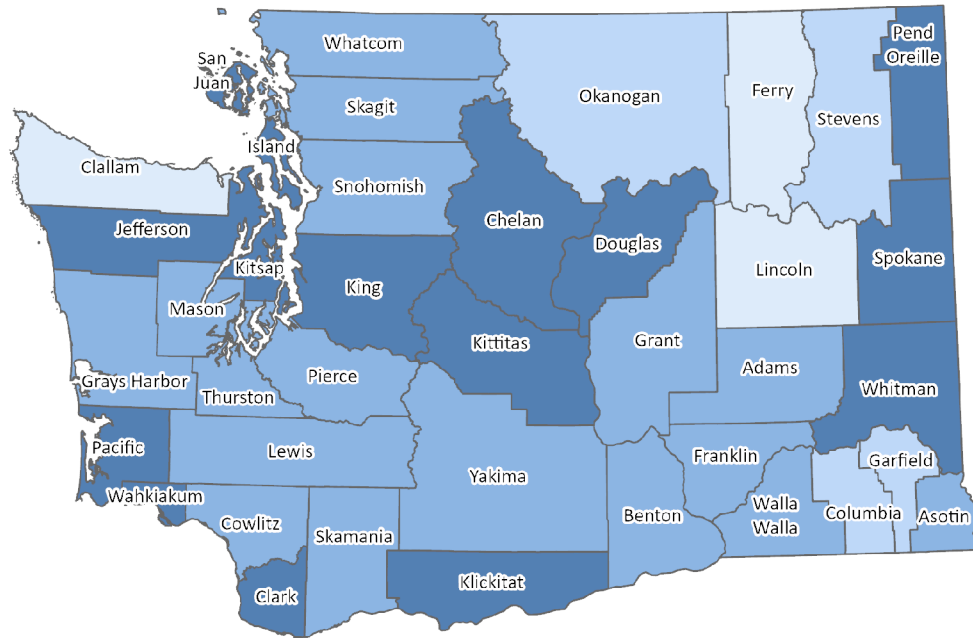 Whatcom
San
Juan
Skagit
Island
Snohomish
Okanogan
Ferry
Stevens
Pend
Oreille
Clallam
Jefferson
Kitsap
King
Chelan
Douglas
Lincoln
Spokane
Mason
Kittitas
Grant
Adams
Whitman
Grays Harbor
Thurston
Pierce
Pacific
Lewis
Yakima
Franklin
Garfield
Wahkiakum
Cowlitz
Skamania
Benton
Walla
Walla
Columbia
Asotin
Clark
Klickitat